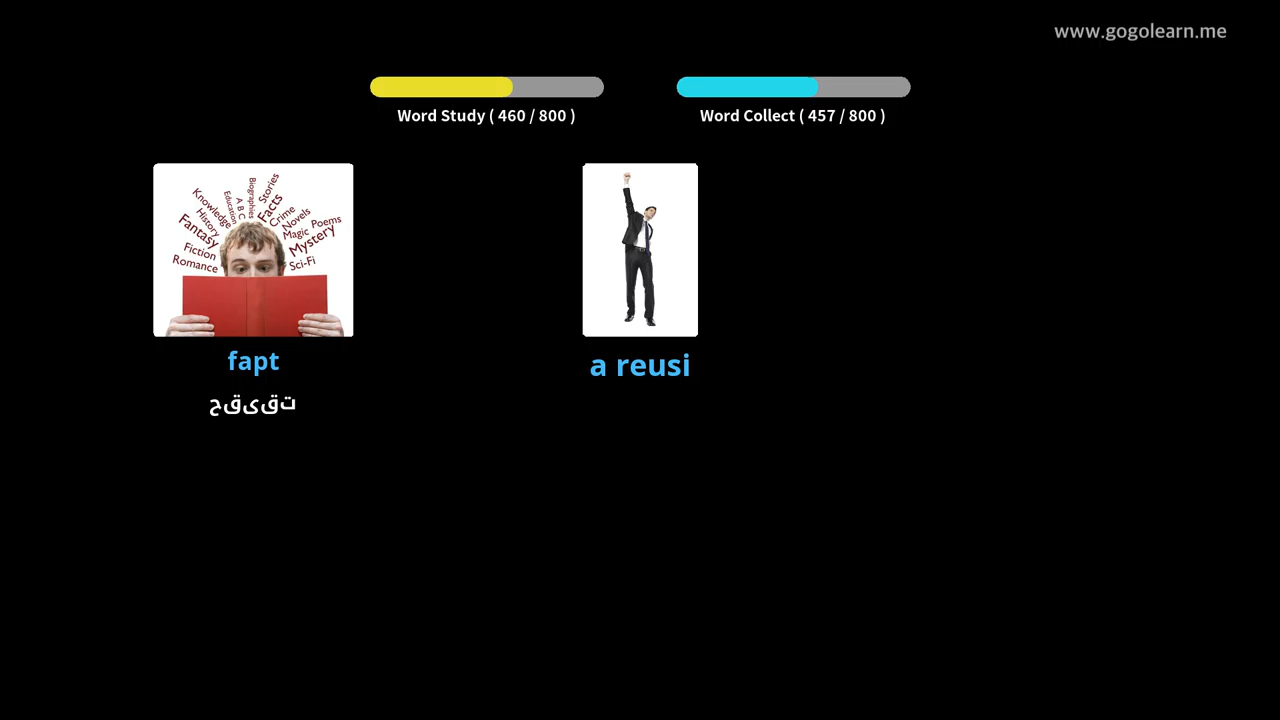 www.gogolearn.me
Word Study ( 460 / 800 )
Word Collect ( 457 / 800 )
Knowledge
History
Fantasy
Fiction
Romance
Education
A B C
Biographies
Stories
Facts
Crime
Novels
Magic
Poems
Mystery
Sci-Fi
fapt
a reusi
تقیقح